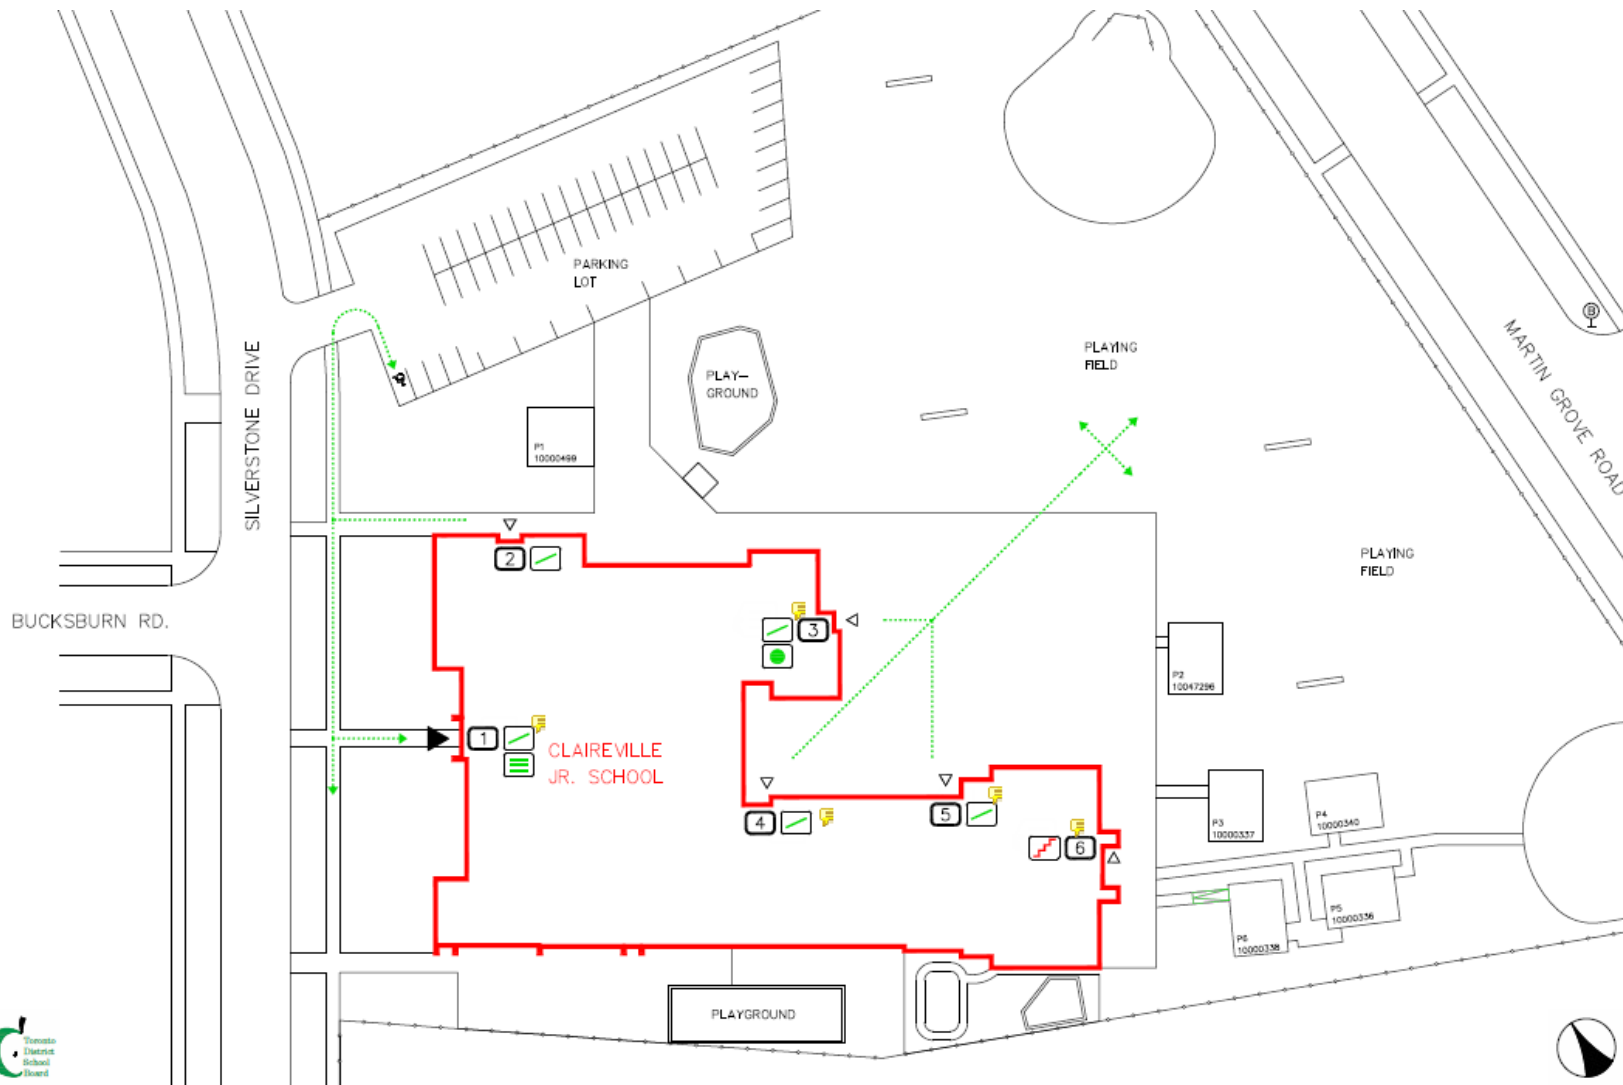 PARKING
LOT
B
PLAYING
FIELD
MARTIN GROVE ROAD
SILVERSTONE DRIVE
PLAY-
GROUND
P1
10000499
2
PLAYING
FIELD
BUCKSBURN RD.
3
P2
10047296
1
CLAIREVILLE
JR. SCHOOL
4
5
6
P3
10000337
P4
10000340
P5
10000336
P6
10000338
PLAYGROUND
Toronto
District
School
Board